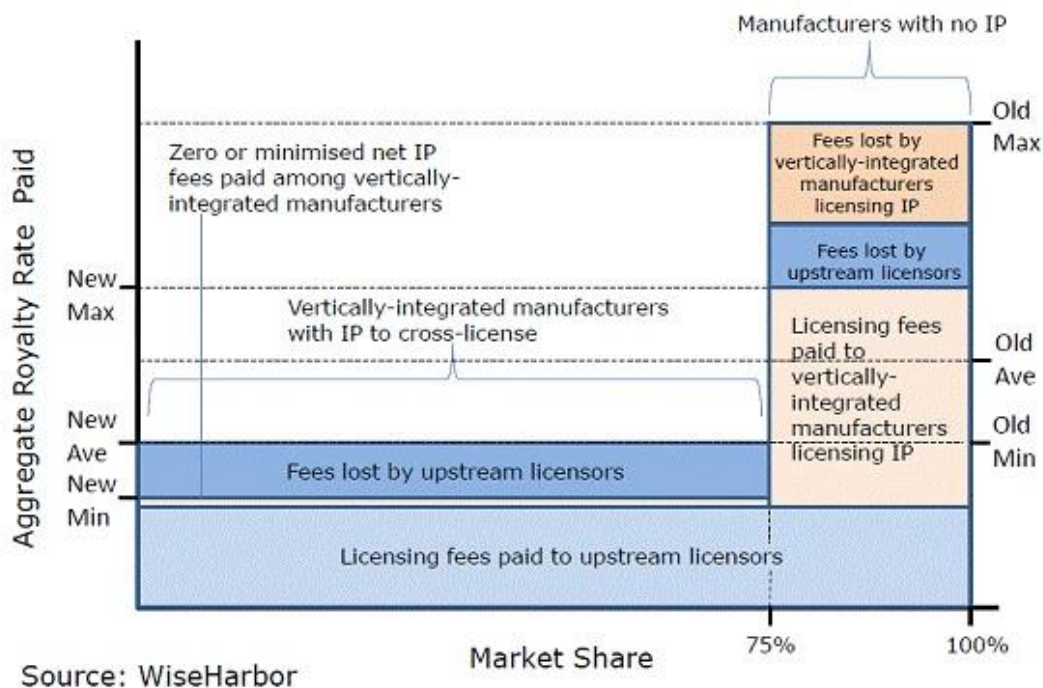 Manufacturers with no IP
Old
Max
Fees lost by
vertically-integrated
manufacturers
licensing IP
Zero or minimised net IP
fees paid among vertically-
integrated manufacturers
Fees lost by
upstream licensors
New
Max
Vertically-integrated manufacturers
with IP to cross-license
Licensing fees
paid to
vertically-
integrated
manufacturers
licensing IP
Old
Ave
Old
Min
New
Ave
New
Min
Fees lost by upstream licensors
Licensing fees paid to upstream licensors
Aggregate Royalty Rate Paid
75%
100%
Market Share
Source: WiseHarbor